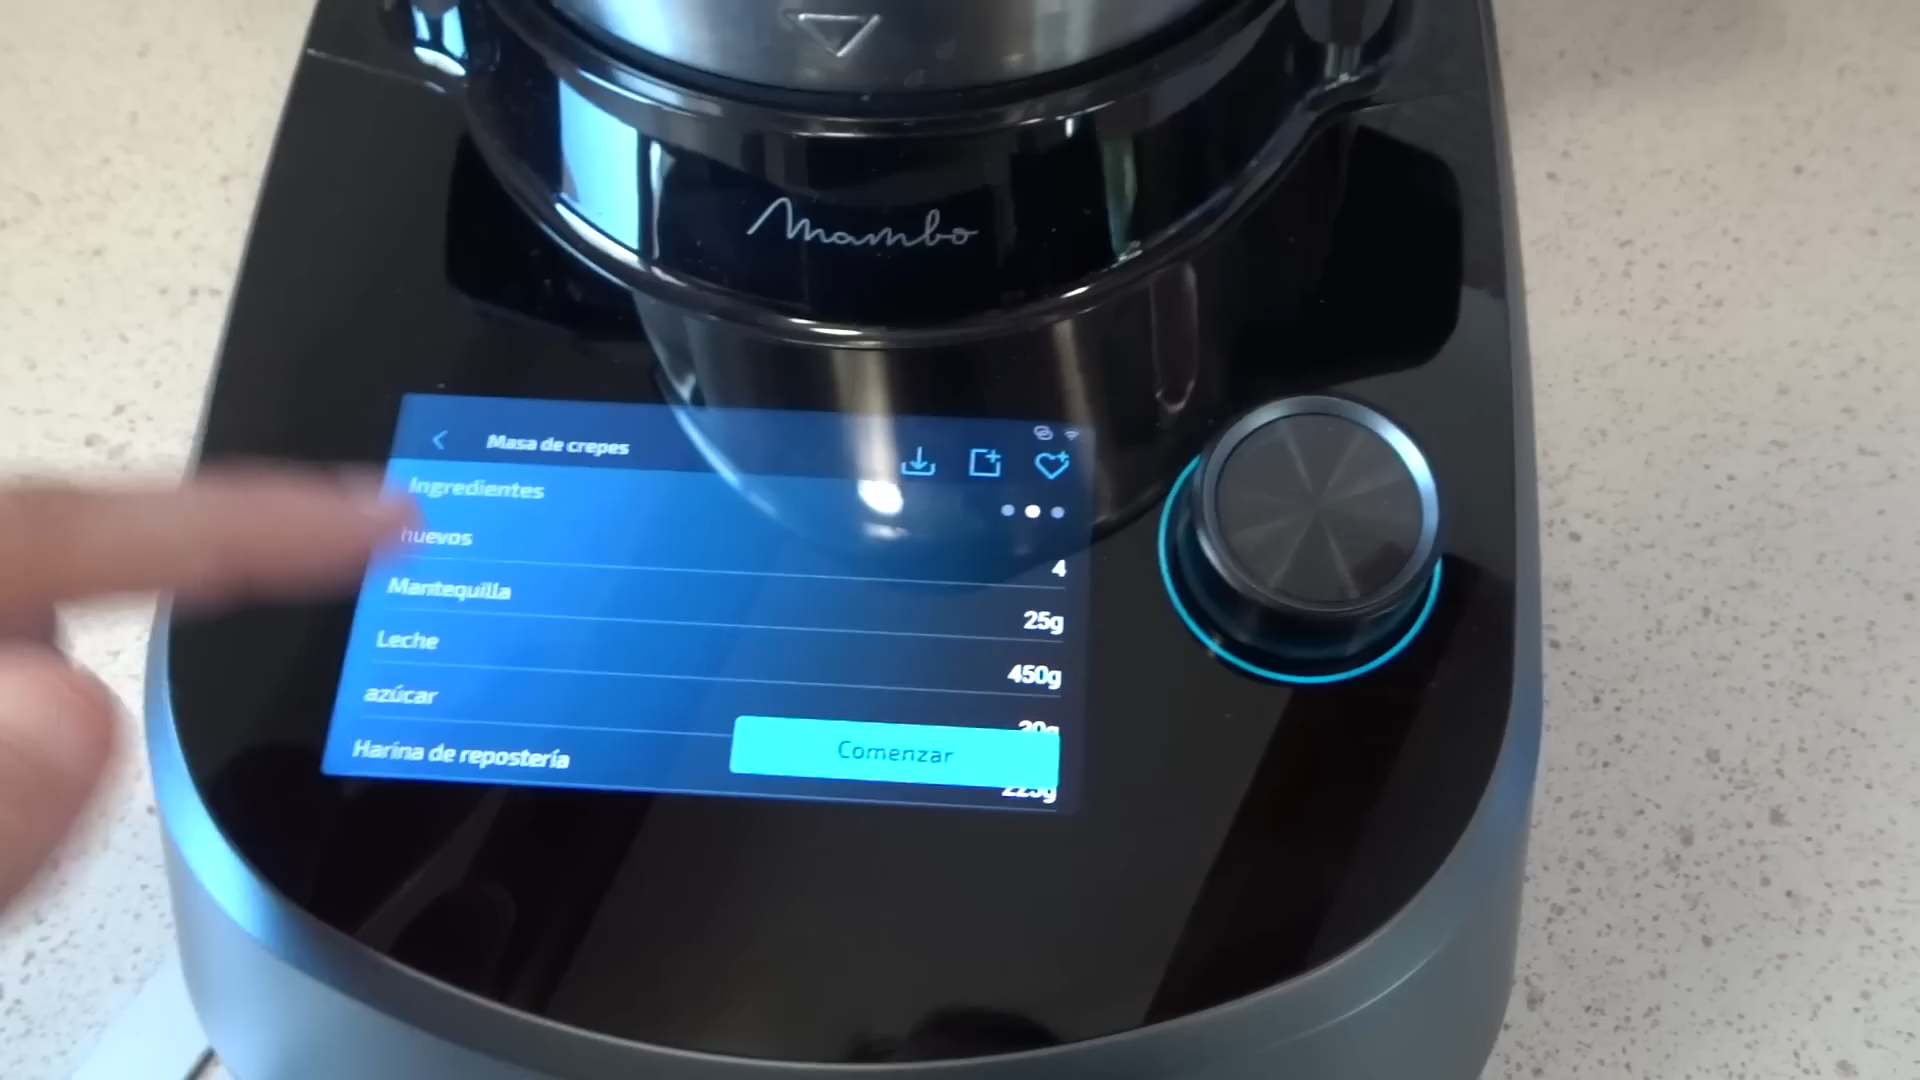 Mambo
Masa de crepes
Ingredientes
huevos
4
Mantequilla
25g
Leche
450g
azúcar
Comenzar
Harina de repostería